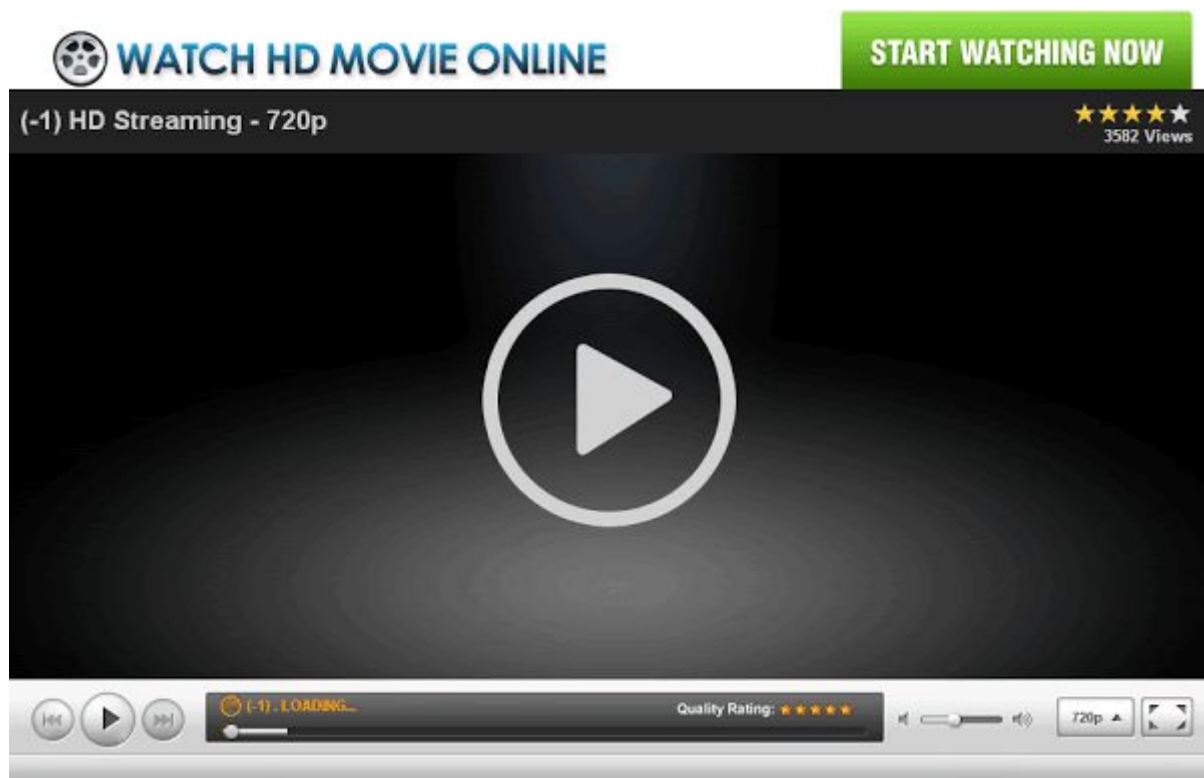 WATCH HD MOVIE ONLINE
START WATCHING NOW
(-1) HD Streaming - 720p
3582 Views
(-1) . LOADING...
Quality Rating:
720p